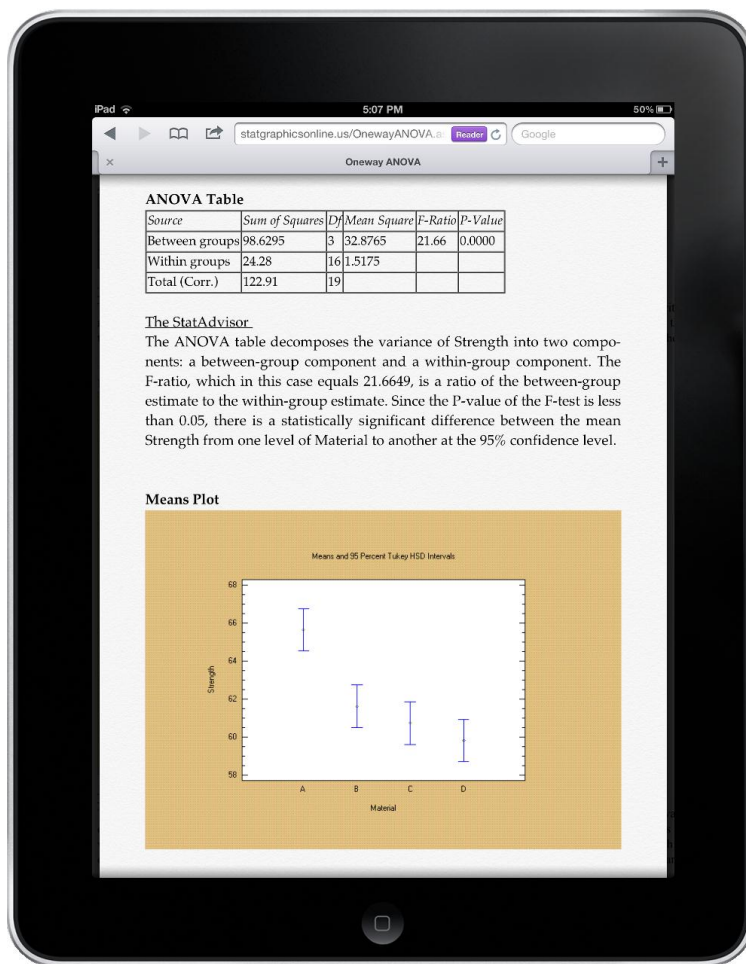 iPad 5:07 PM 50%
statgraphicsonline.us/OnewayANOVA.a Reader Google
× Oneway ANOVA +
ANOVA Table
Source Sum of Squares Df Mean Square F-Ratio P-Value
Between groups 98.6295 3 32.8765 21.66 0.0000
Within groups 24.28 16 1.5175
Total (Corr.) 122.91 19
The StatAdvisor
The ANOVA table decomposes the variance of Strength into two compo-
nents: a between-group component and a within-group component. The
F-ratio, which in this case equals 21.6649, is a ratio of the between-group
estimate to the within-group estimate. Since the P-value of the F-test is less
than 0.05, there is a statistically significant difference between the mean
Strength from one level of Material to another at the 95% confidence level.
Means Plot
Means and 95 Percent Tukey HSD Intervals
68
66
64
62
60
58
Strength
A B C D
Material